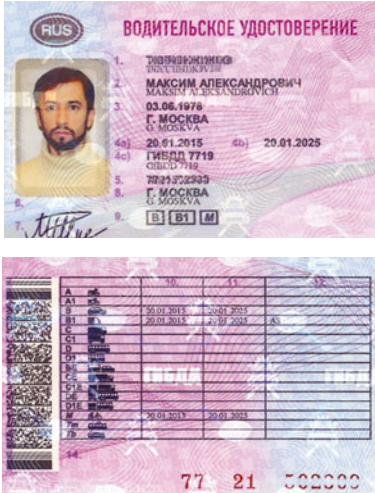 RUS
ВОДИТЕЛЬСКОЕ УДОСТОВЕРЕНИЕ
1.
2. МАКСИМ АЛЕКСАНДРОВИЧ
MAKSIM ALEKSANDROVICH
3. 03.06.1978
Г. МОСКВА
G. MOSKVA
4a) 20.01.2015 4b) 20.01.2025
4c) ГИБДД 7719
GIBDD 7719
5.
8. Г. МОСКВА
G. MOSKVA
6.
7.
9. B B1 M
10. 11. 12.
A
A1
B 20.01.2015 20.01.2025
B1 20.01.2015 20.01.2025 AS
C
C1
D
D1
BE
CE
C1E
DE
D1E
M 20.01.2015 20.01.2025
Tm
Tb
ГИБДД
14.
77 21